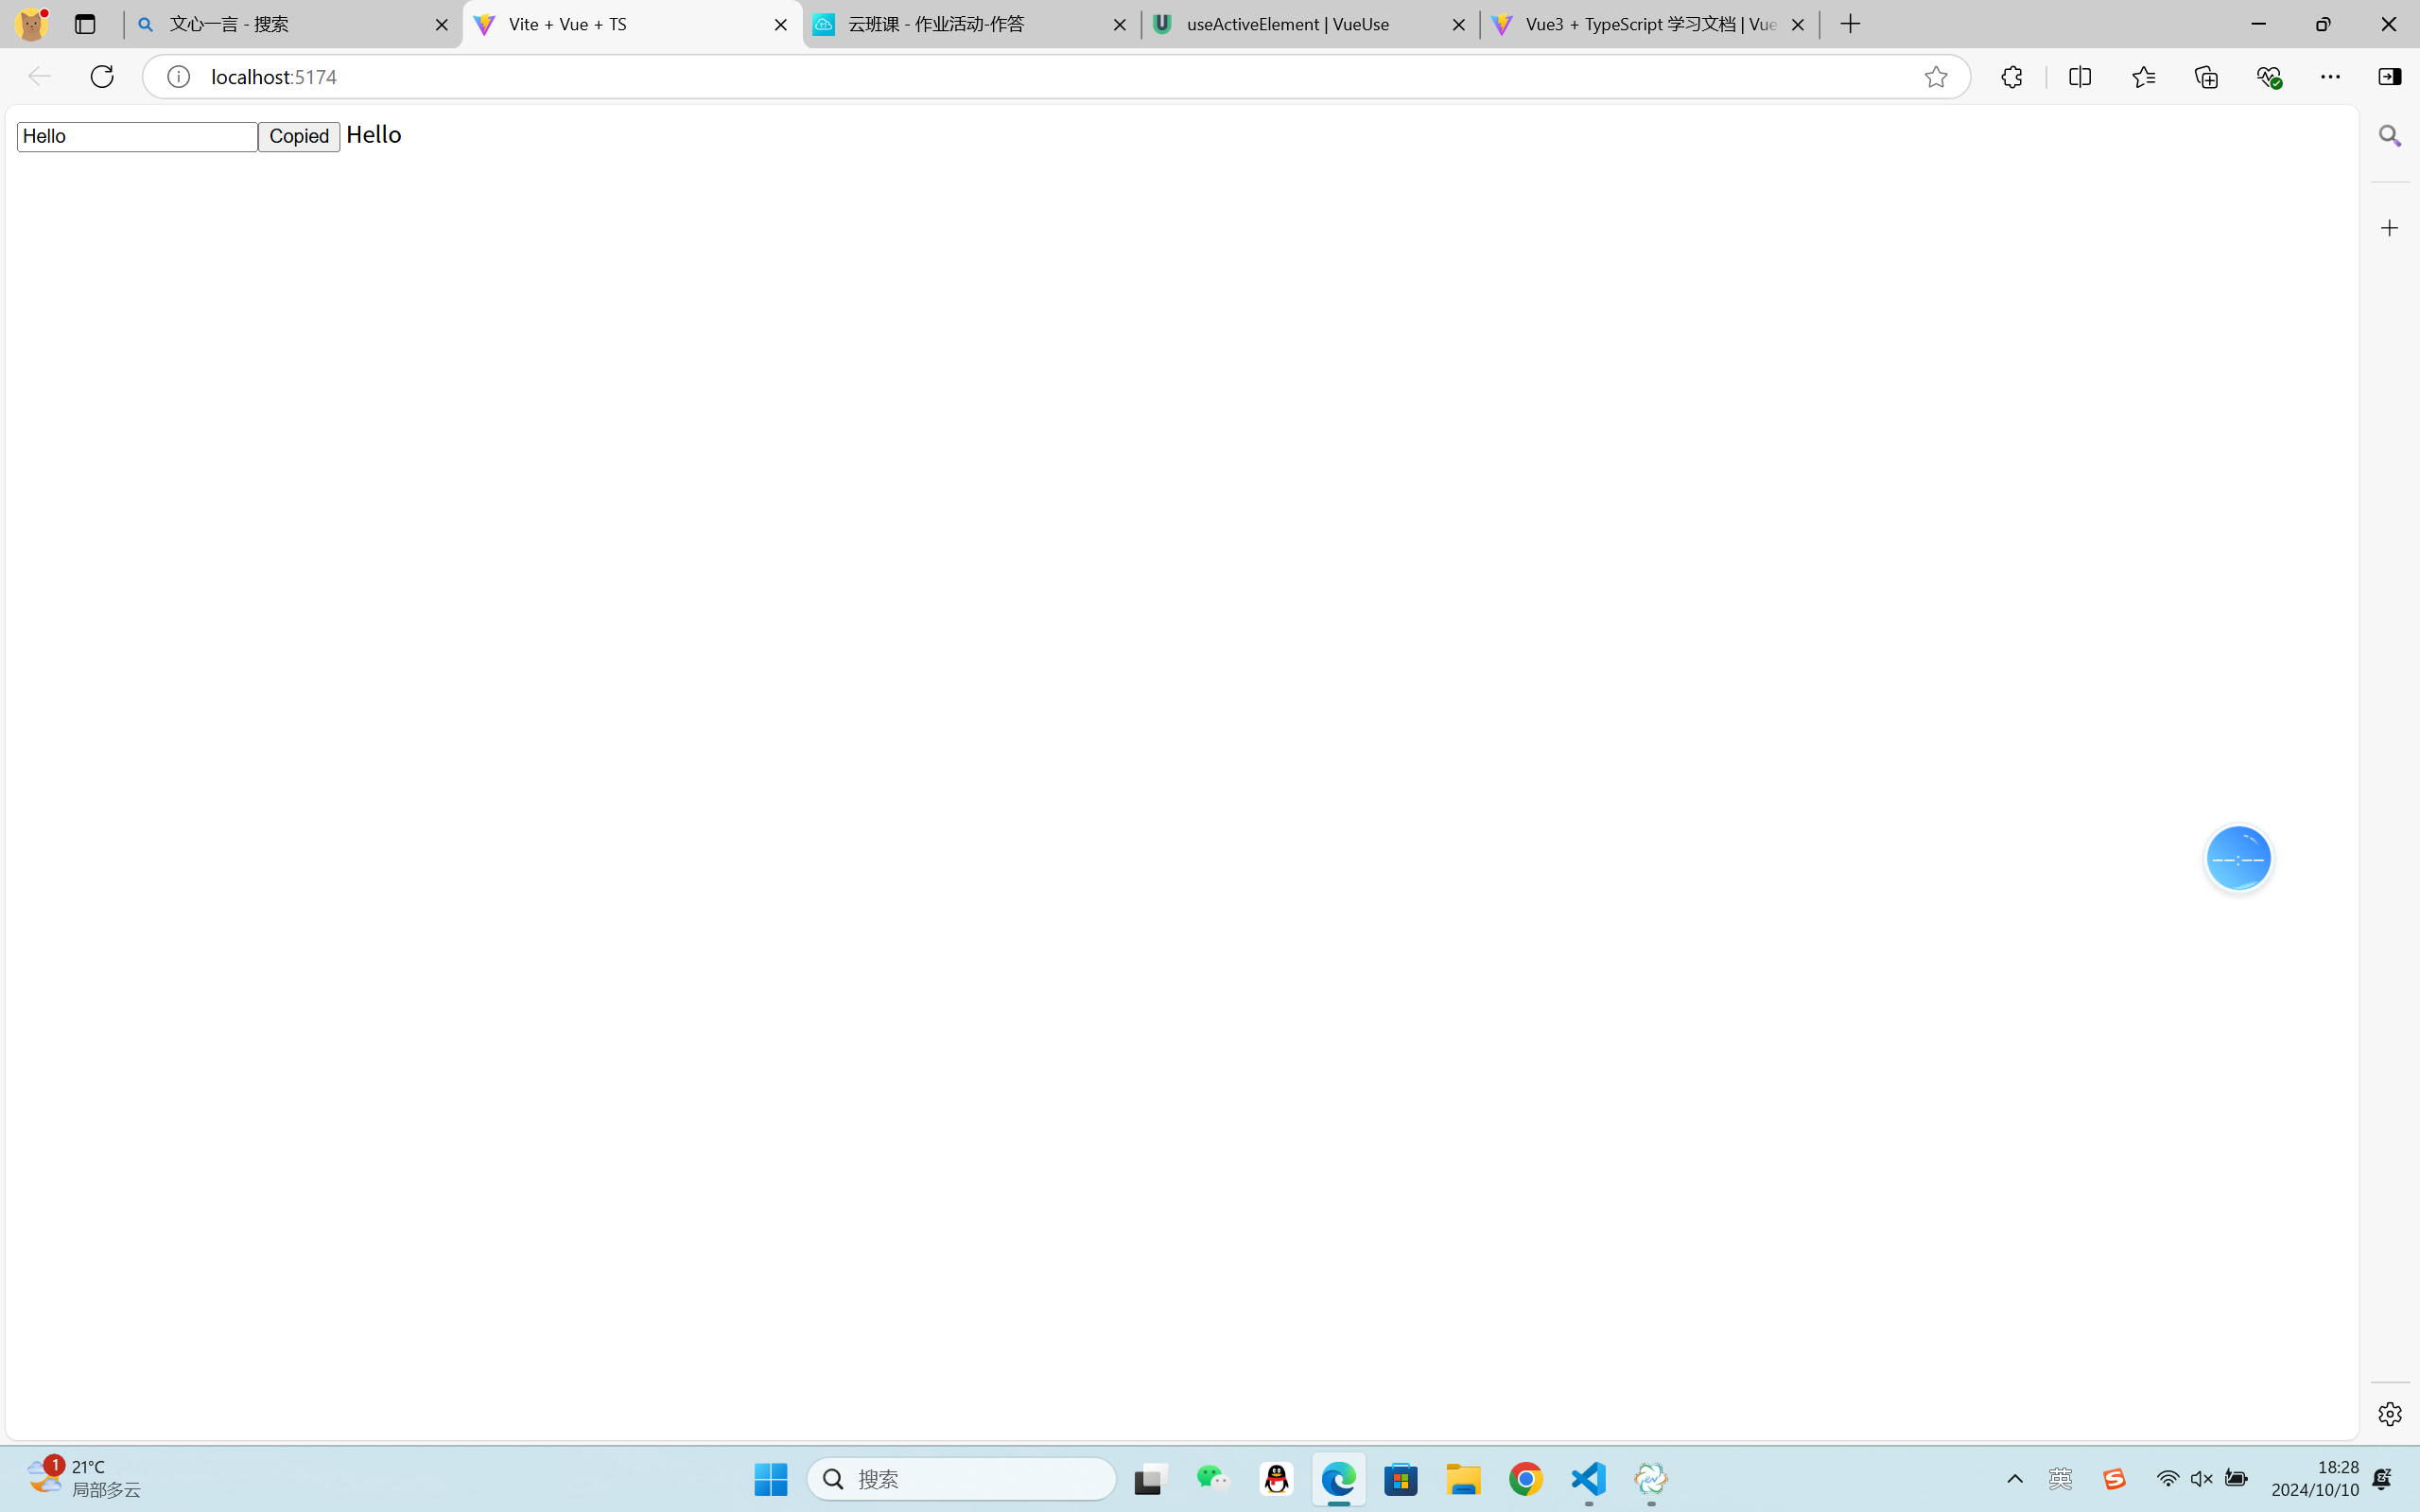 文心一言 - 搜索
Vite + Vue + TS
云班课 - 作业活动-作答
useActiveElement | VueUse
Vue3 + TypeScript 学习文档 | Vue
localhost:5174
Hello Copied Hello
--:--
1
21°C
局部多云
搜索
英
18:28
2024/10/10